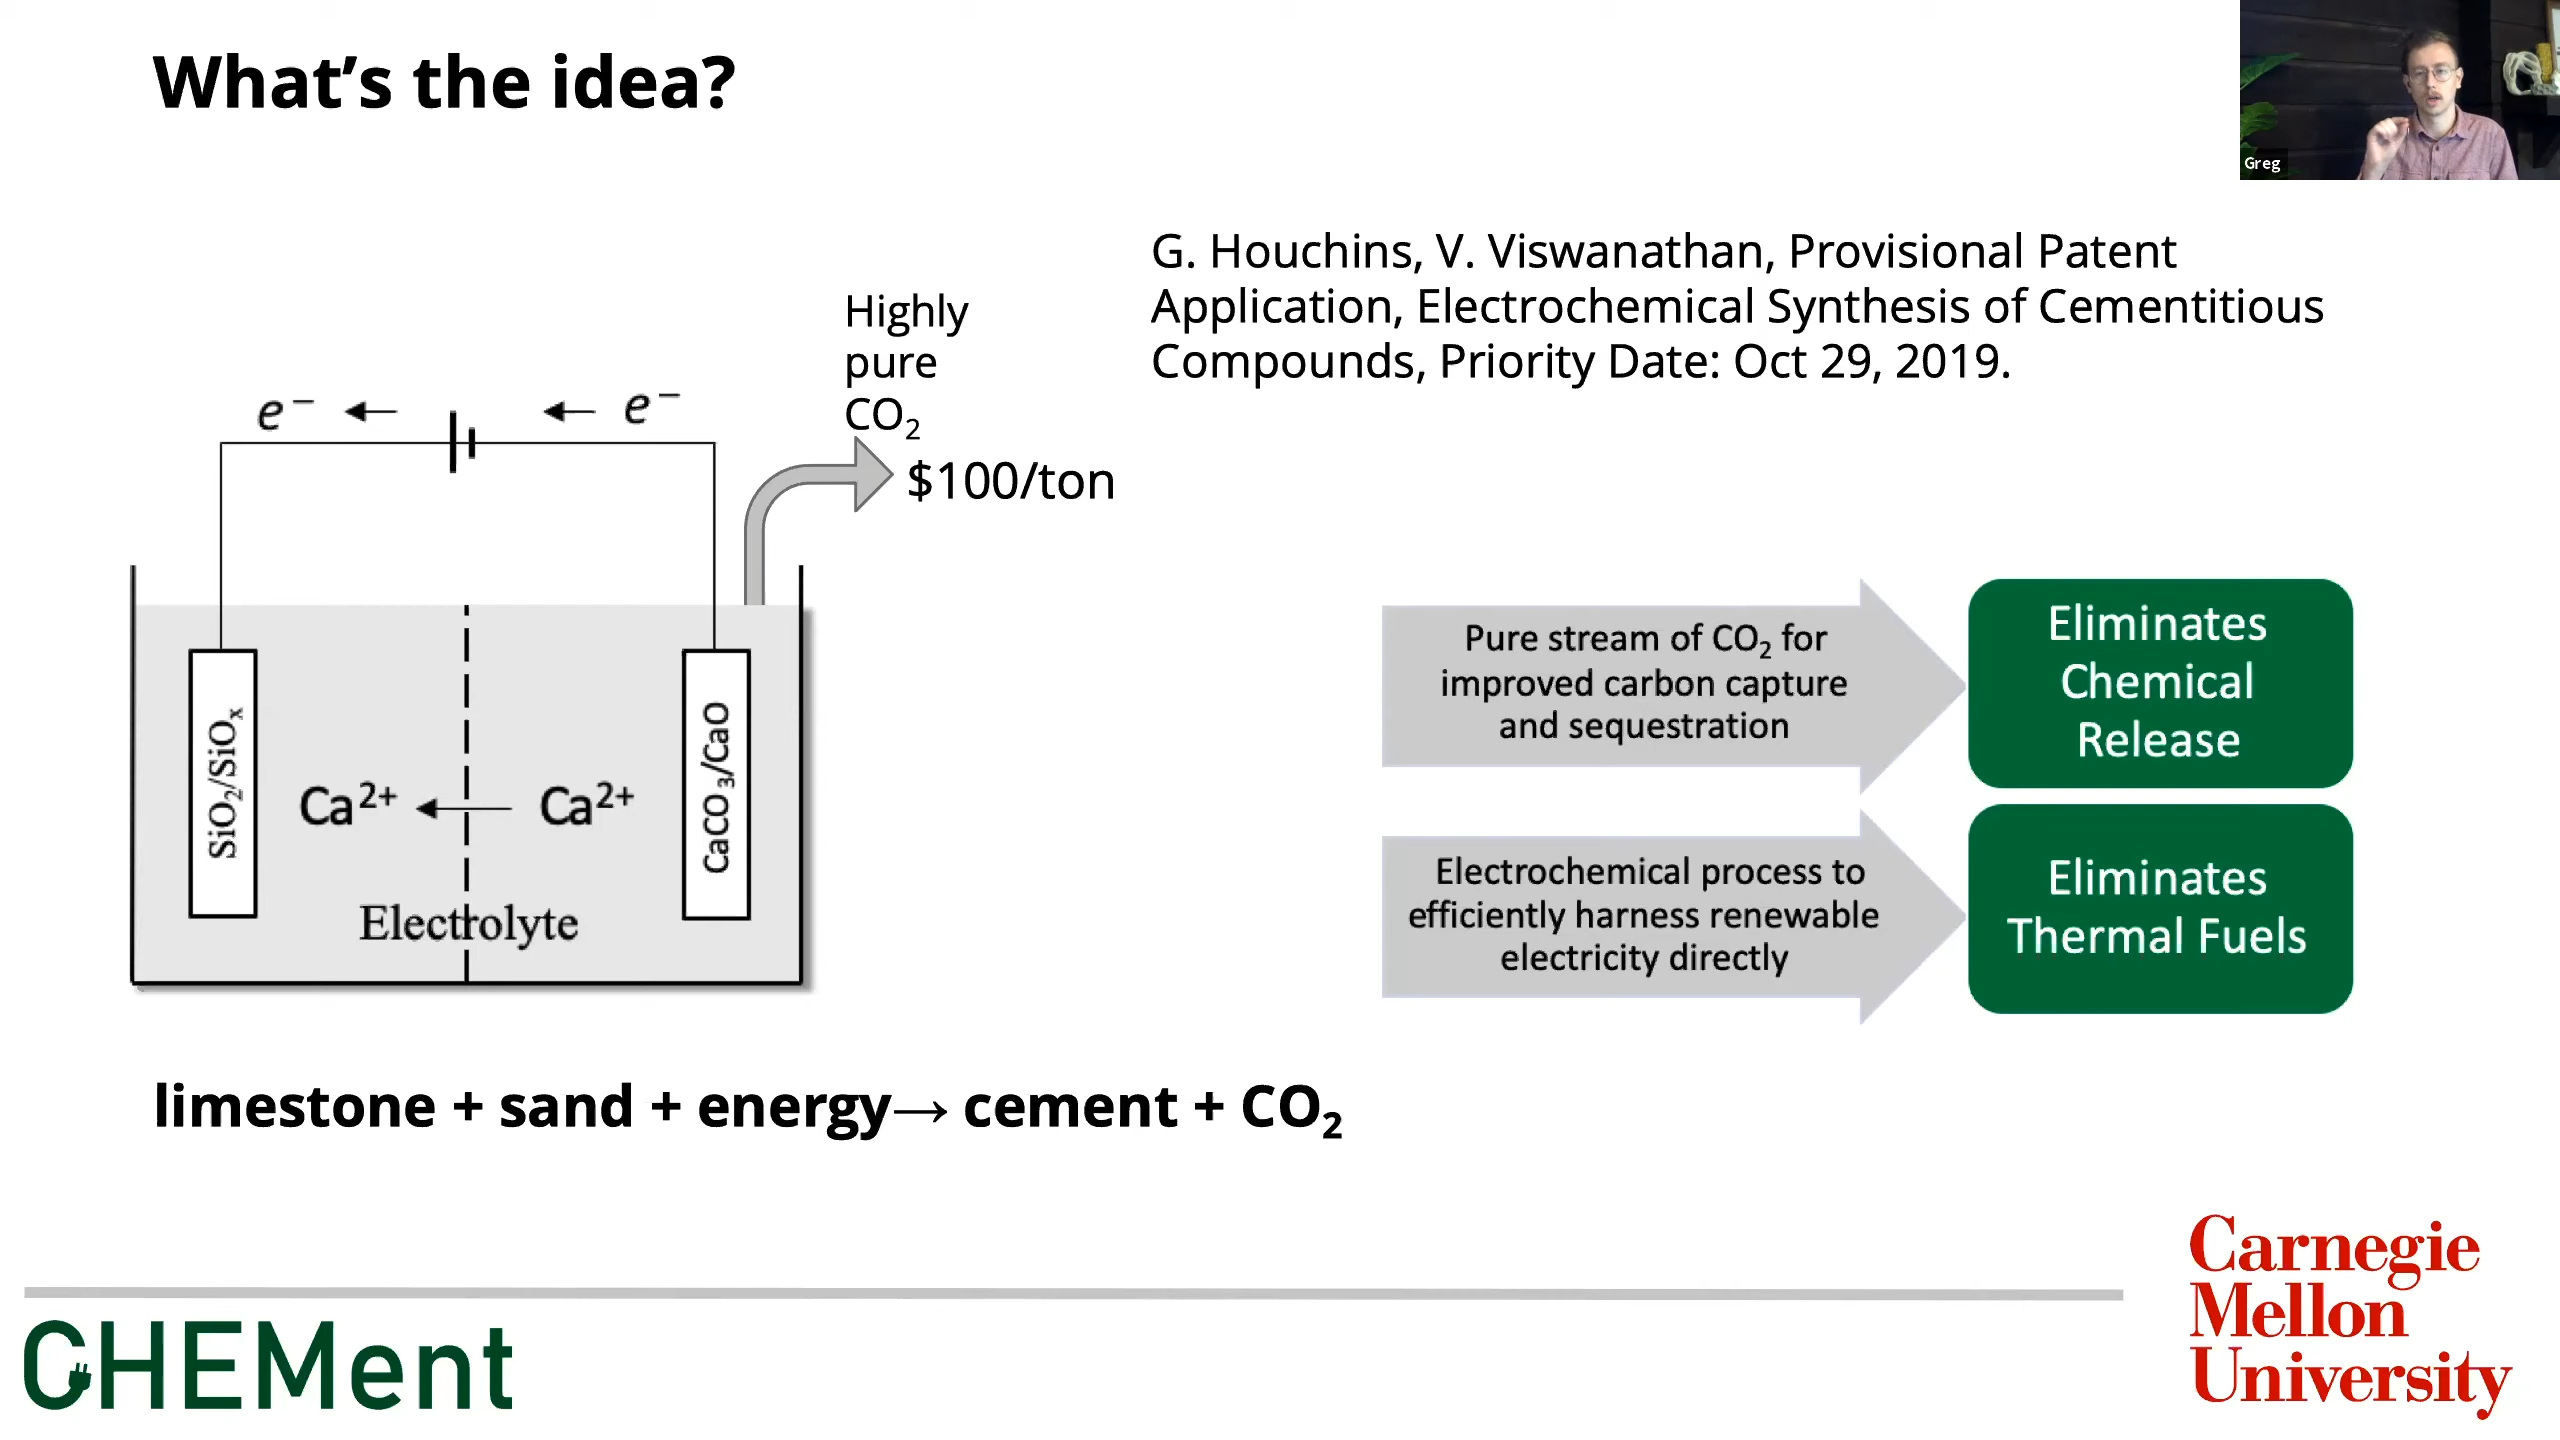 What's the idea?
Greg
G. Houchins, V. Viswanathan, Provisional Patent
Application, Electrochemical Synthesis of Cementitious
Compounds, Priority Date: Oct 29, 2019.
Highly
pure
CO₂
$100/ton
e⁻ ← ← e⁻
SiO₂/SiOₓ
Ca²⁺ ← Ca²⁺
CaCO₃/CaO
Electrolyte
Pure stream of CO₂ for
improved carbon capture
and sequestration
Eliminates
Chemical
Release
Electrochemical process to
efficiently harness renewable
electricity directly
Eliminates
Thermal Fuels
limestone + sand + energy→ cement + CO₂
CHEMent
Carnegie
Mellon
University